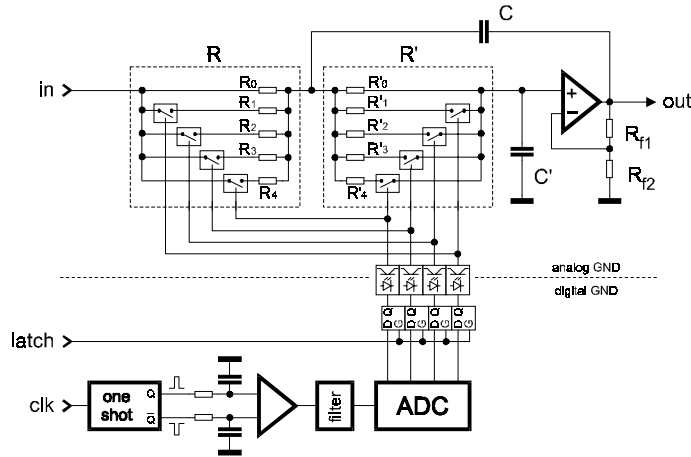 C
R
R'
in
R0
R'0
R1
R'1
R2
R'2
R3
R'3
R4
R'4
+
−
out
Rf1
Rf2
C'
analog GND
digital GND
D Q G
D Q G
D Q G
D Q G
latch
clk
one
shot
Q
Q̅
filter
ADC